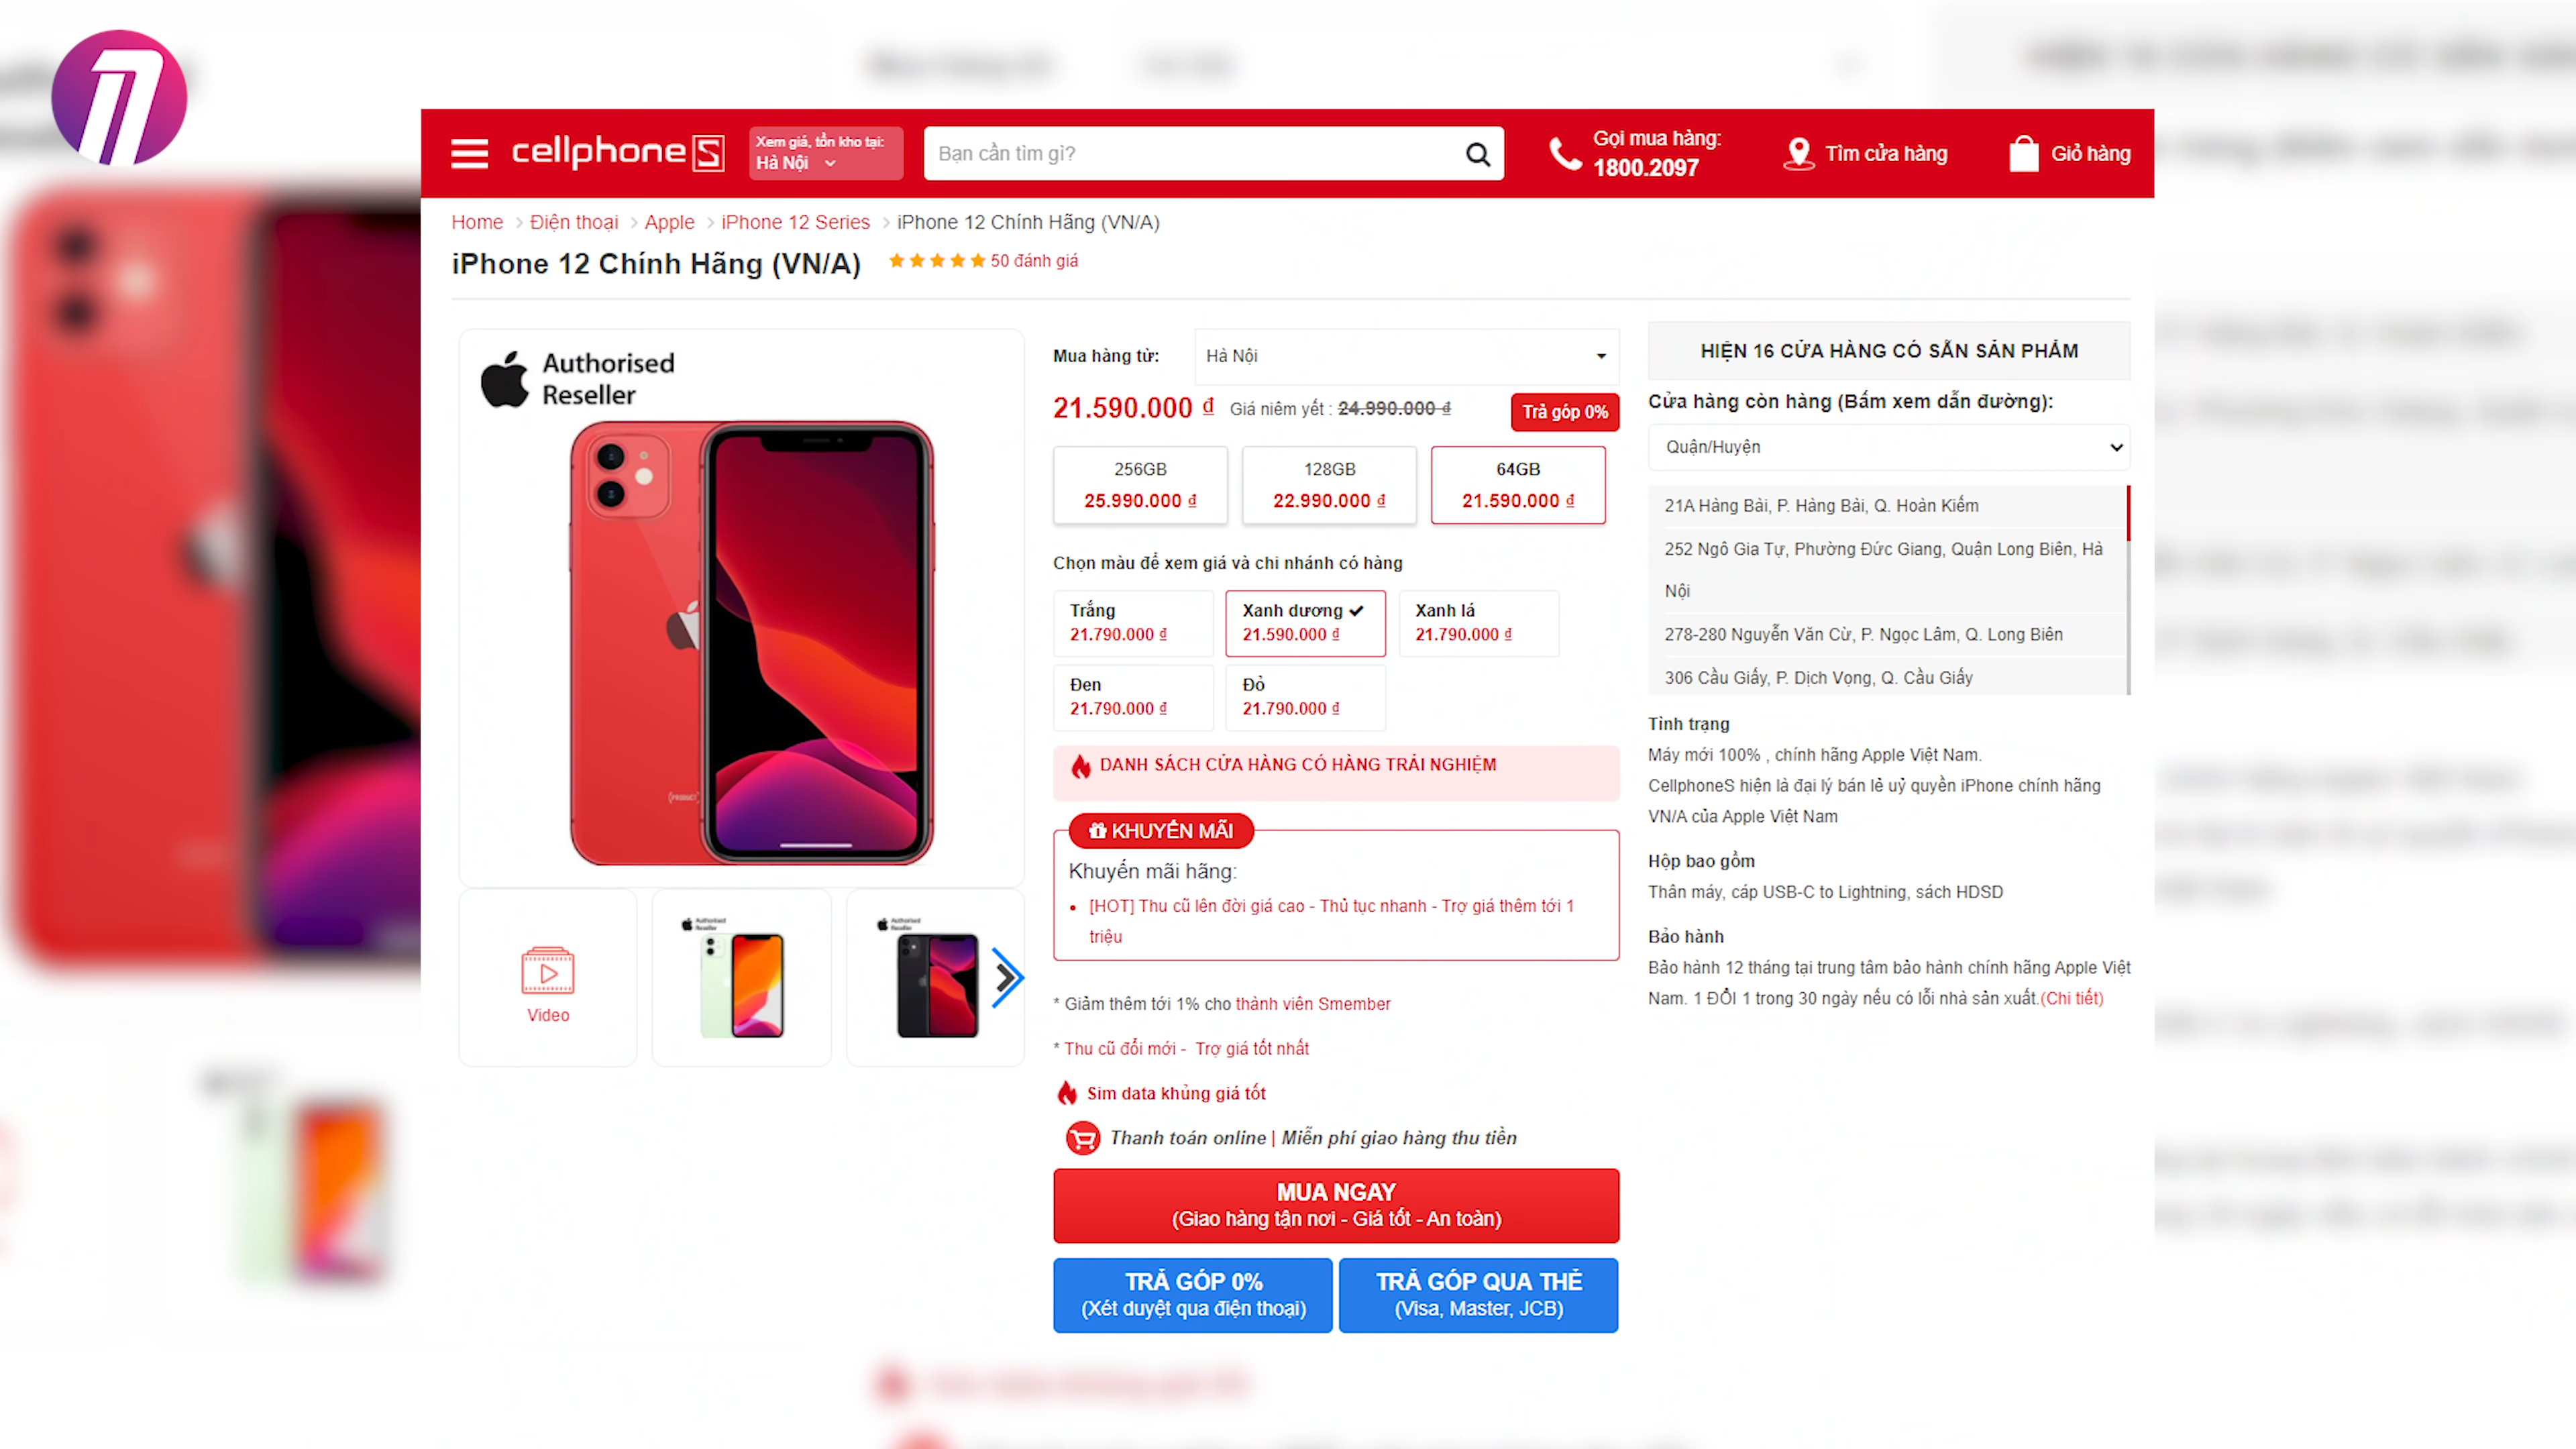 cellphoneS
Xem giá, tồn kho tại:
Hà Nội
Bạn cần tìm gì?
Gọi mua hàng:
1800.2097
Tìm cửa hàng
Giỏ hàng
Home > Điện thoại > Apple > iPhone 12 Series > iPhone 12 Chính Hãng (VN/A)
iPhone 12 Chính Hãng (VN/A)
50 đánh giá
Authorised
Reseller
(PRODUCT)
Video
Authorised
Reseller
Authorised
Reseller
Mua hàng từ:
Hà Nội
21.590.000 ₫ Giá niêm yết : 24.990.000 ₫
Trả góp 0%
256GB
25.990.000 ₫
128GB
22.990.000 ₫
64GB
21.590.000 ₫
Chọn màu để xem giá và chi nhánh có hàng
Trắng
21.790.000 ₫
Xanh dương
21.590.000 ₫
Xanh lá
21.790.000 ₫
Đen
21.790.000 ₫
Đỏ
21.790.000 ₫
DANH SÁCH CỬA HÀNG CÓ HÀNG TRẢI NGHIỆM
KHUYẾN MÃI
Khuyến mãi hãng:
• [HOT] Thu cũ lên đời giá cao - Thủ tục nhanh - Trợ giá thêm tới 1
triệu
* Giảm thêm tới 1% cho thành viên Smember
* Thu cũ đổi mới - Trợ giá tốt nhất
Sim data khủng giá tốt
Thanh toán online | Miễn phí giao hàng thu tiền
MUA NGAY
(Giao hàng tận nơi - Giá tốt - An toàn)
TRẢ GÓP 0%
(Xét duyệt qua điện thoại)
TRẢ GÓP QUA THẺ
(Visa, Master, JCB)
HIỆN 16 CỬA HÀNG CÓ SẴN SẢN PHẨM
Cửa hàng còn hàng (Bấm xem dẫn đường):
Quận/Huyện
21A Hàng Bài, P. Hàng Bài, Q. Hoàn Kiếm
252 Ngô Gia Tự, Phường Đức Giang, Quận Long Biên, Hà
Nội
278-280 Nguyễn Văn Cừ, P. Ngọc Lâm, Q. Long Biên
306 Cầu Giấy, P. Dịch Vọng, Q. Cầu Giấy
Tình trạng
Máy mới 100% , chính hãng Apple Việt Nam.
CellphoneS hiện là đại lý bán lẻ uỷ quyền iPhone chính hãng
VN/A của Apple Việt Nam
Hộp bao gồm
Thân máy, cáp USB-C to Lightning, sách HDSD
Bảo hành
Bảo hành 12 tháng tại trung tâm bảo hành chính hãng Apple Việt
Nam. 1 ĐỔI 1 trong 30 ngày nếu có lỗi nhà sản xuất.(Chi tiết)